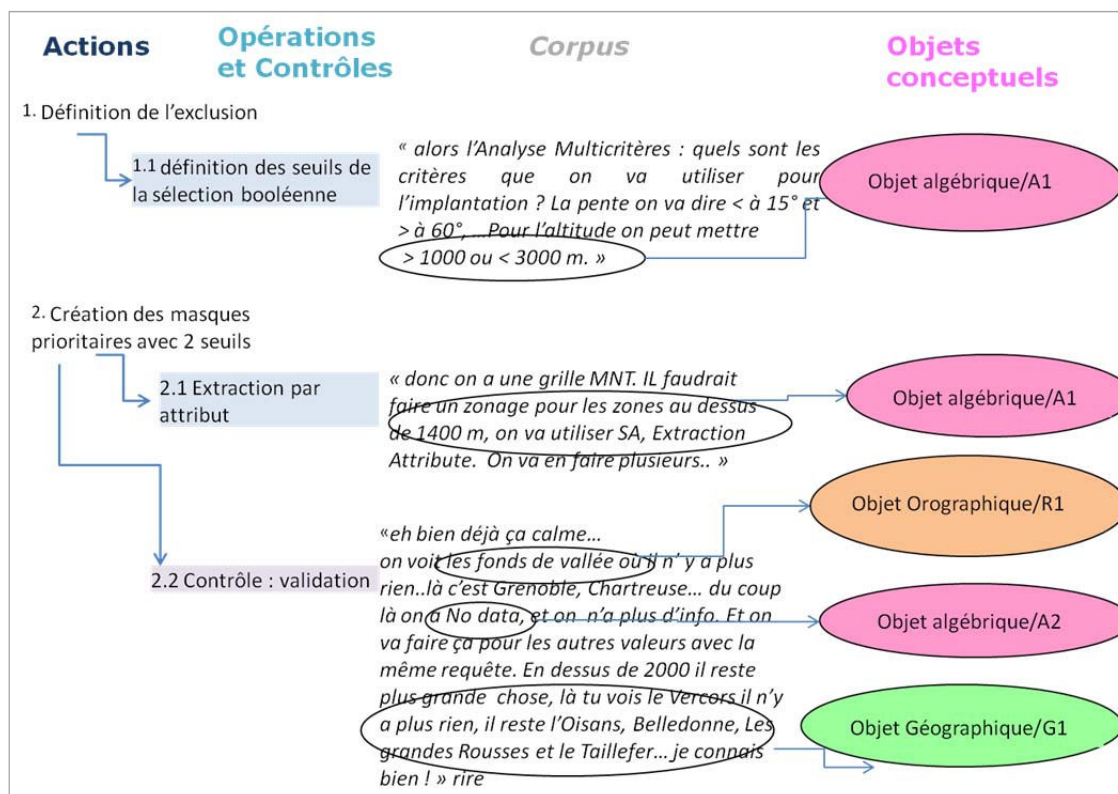 Actions
Opérations
et Contrôles
Corpus
Objets
conceptuels
1. Définition de l’exclusion
1.1 définition des seuils de
la sélection booléenne
« alors l’Analyse Multicritères : quels sont les
critères que on va utiliser pour
l’implantation ? La pente on va dire < à 15° et
> à 60°, …Pour l’altitude on peut mettre
> 1000 ou < 3000 m. »
Objet algébrique/A1
2. Création des masques
prioritaires avec 2 seuils
2.1 Extraction par
attribut
« donc on a une grille MNT. IL faudrait
faire un zonage pour les zones au dessus
de 1400 m, on va utiliser SA, Extraction
Attribute. On va en faire plusieurs.. »
Objet algébrique/A1
Objet Orographique/R1
2.2 Contrôle : validation
«eh bien déjà ça calme…
on voit les fonds de vallée où il n’ y a plus
rien..là c’est Grenoble, Chartreuse… du coup
là on a No data, et on n’a plus d’info. Et on
va faire ça pour les autres valeurs avec la
même requête. En dessus de 2000 il reste
plus grande chose, là tu vois le Vercors il n’y
a plus rien, il reste l’Oisans, Belledonne, Les
grandes Rousses et le Taillefer… je connais
bien ! » rire
Objet algébrique/A2
Objet Géographique/G1